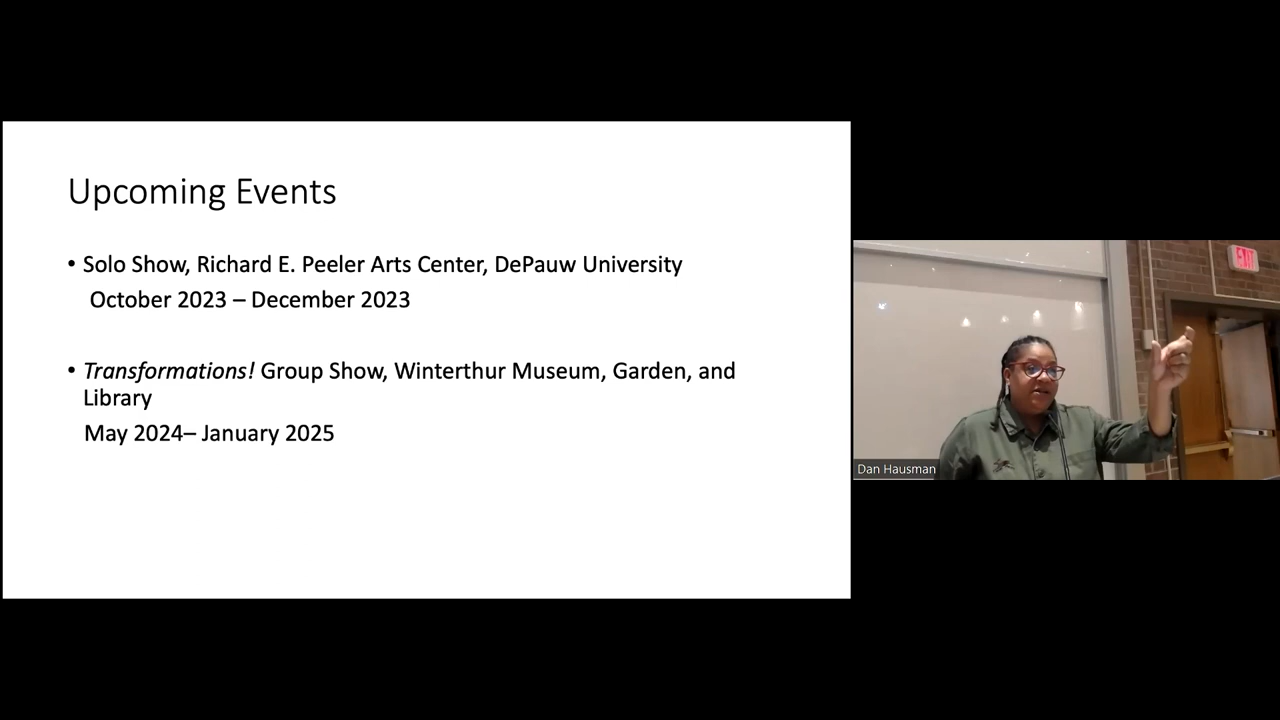 Upcoming Events
• Solo Show, Richard E. Peeler Arts Center, DePauw University
October 2023 – December 2023
• Transformations! Group Show, Winterthur Museum, Garden, and
Library
May 2024– January 2025
EXIT
Dan Hausman